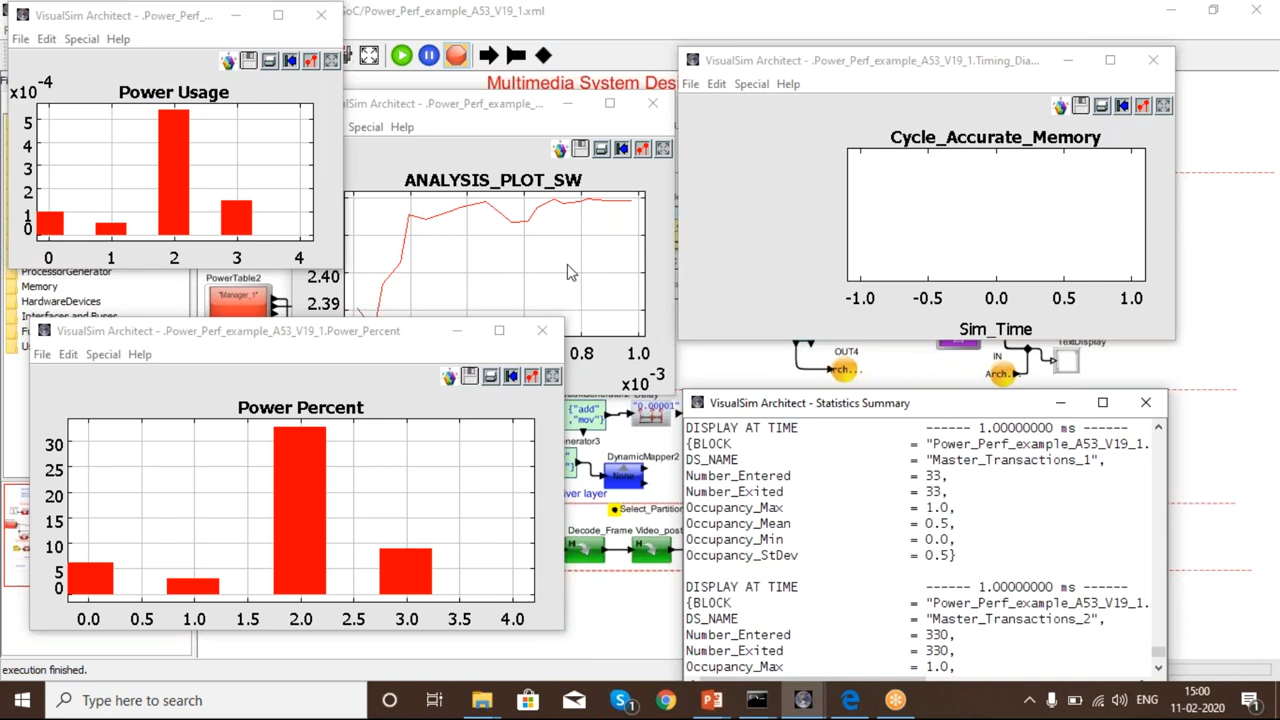 VisualSim Architect - .Power_Perf_...
File Edit Special Help
x10-4
Power Usage
5
4
3
2
1
0
0 1 2 3 4
SoC/Power_Perf_example_A53_V19_1.xml
Multimedia System Des
VisualSim Architect - .Power_Perf_example_A53_V19_1.Timing_Dia...
File Edit Special Help
Cycle_Accurate_Memory
-1.0 -0.5 0.0 0.5 1.0
Sim_Time
.Power_Perf_example_...
Special Help
ANALYSIS_PLOT_SW
2.40
2.39
0.8 1.0
x10-3
ProcessorGenerator
Memory
HardwareDevices
Interfaces and Buses
PowerTable2
"Manager_1"
VisualSim Architect - .Power_Perf_example_A53_V19_1.Power_Percent
File Edit Special Help
Power Percent
30
25
20
15
10
5
0
0.0 0.5 1.0 1.5 2.0 2.5 3.0 3.5 4.0
OUT4
Arch...
IN
Arch...
TextDisplay
{"add"
,"mov"}
"0.00001"
DynamicMapper2
None
Select_Partition
Decode_Frame Video_post
VisualSim Architect - Statistics Summary
DISPLAY AT TIME ------ 1.00000000 ms ------
{BLOCK = "Power_Perf_example_A53_V19_1.
DS_NAME = "Master_Transactions_1",
Number_Entered = 33,
Number_Exited = 33,
Occupancy_Max = 1.0,
Occupancy_Mean = 0.5,
Occupancy_Min = 0.0,
Occupancy_StDev = 0.5}
DISPLAY AT TIME ------ 1.00000000 ms ------
{BLOCK = "Power_Perf_example_A53_V19_1.
DS_NAME = "Master_Transactions_2",
Number_Entered = 330,
Number_Exited = 330,
Occupancy_Max = 1.0,
execution finished.
Type here to search
ENG
15:00
11-02-2020